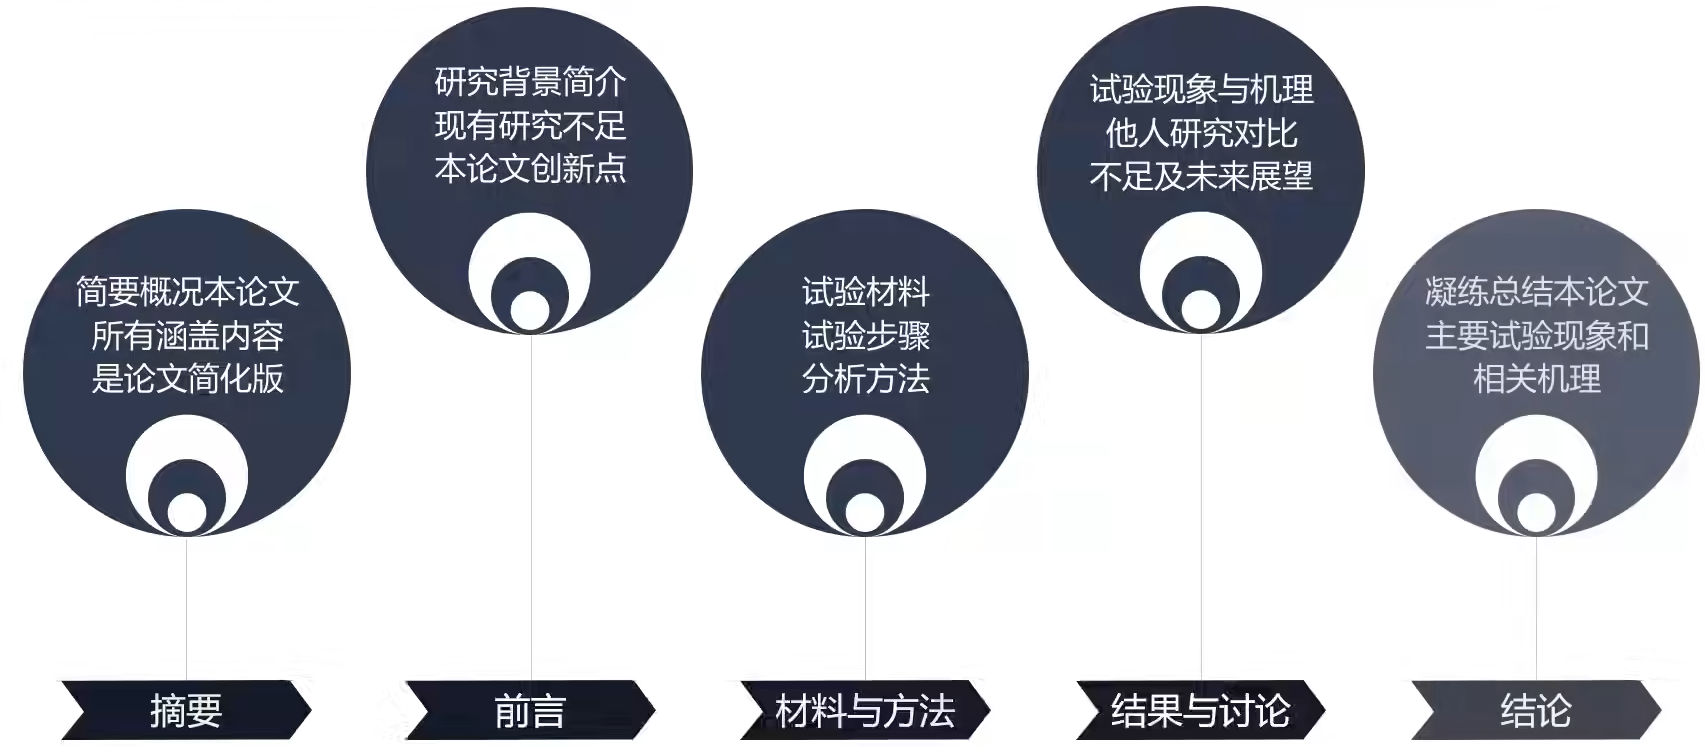 简要概况本论文
所有涵盖内容
是论文简化版
摘要
研究背景简介
现有研究不足
本论文创新点
前言
试验材料
试验步骤
分析方法
材料与方法
试验现象与机理
他人研究对比
不足及未来展望
结果与讨论
凝练总结本论文
主要试验现象和
相关机理
结论